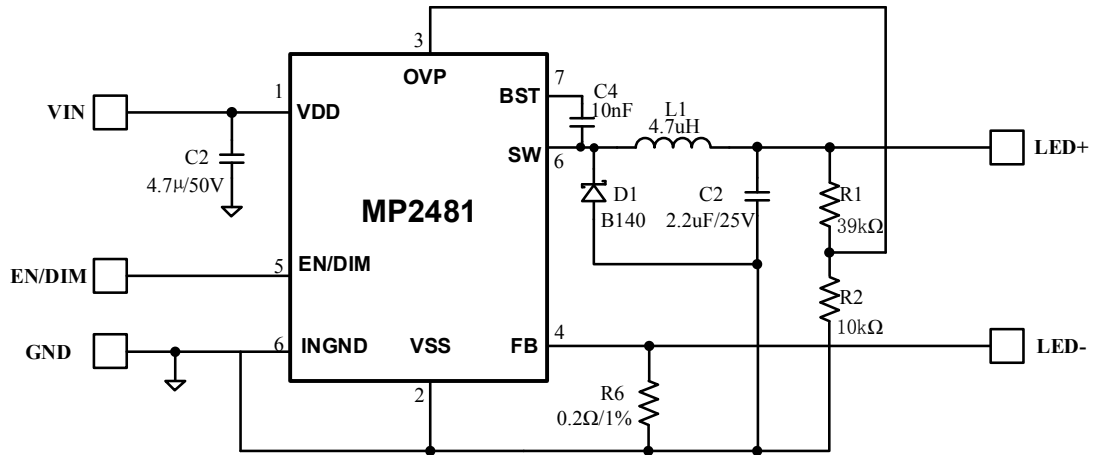 3
OVP
7
BST
C4
10nF
L1
4.7uH
1
VDD
VIN
SW
6
LED+
C2
4.7μ/50V
D1
B140
C2
2.2uF/25V
R1
39kΩ
MP2481
EN/DIM
5
EN/DIM
R2
10kΩ
GND
6
INGND
VSS
FB
4
LED-
2
R6
0.2Ω/1%